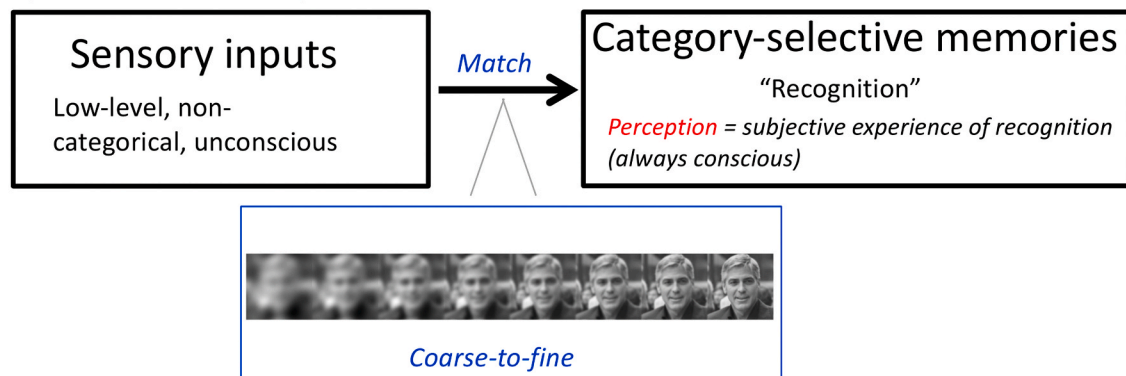 Sensory inputs
Low-level, non-
categorical, unconscious
Match
Category-selective memories
“Recognition”
Perception = subjective experience of recognition
(always conscious)
Coarse-to-fine